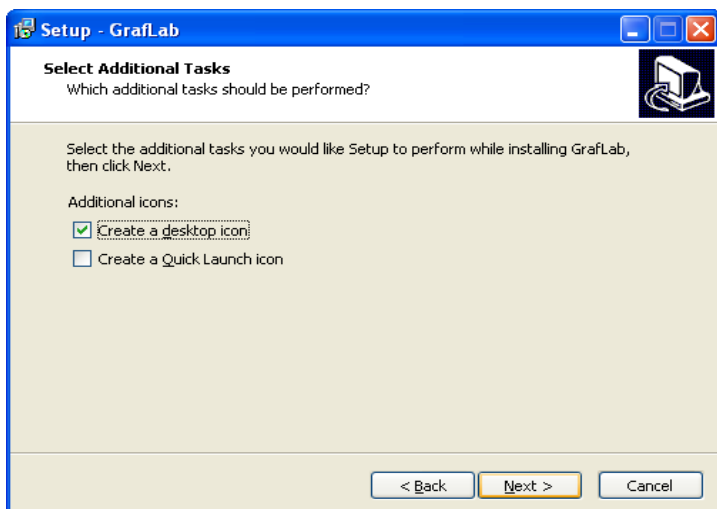 Setup - GrafLab
Select Additional Tasks
Which additional tasks should be performed?
Select the additional tasks you would like Setup to perform while installing GrafLab,
then click Next.
Additional icons:
Create a desktop icon
Create a Quick Launch icon
< Back Next > Cancel